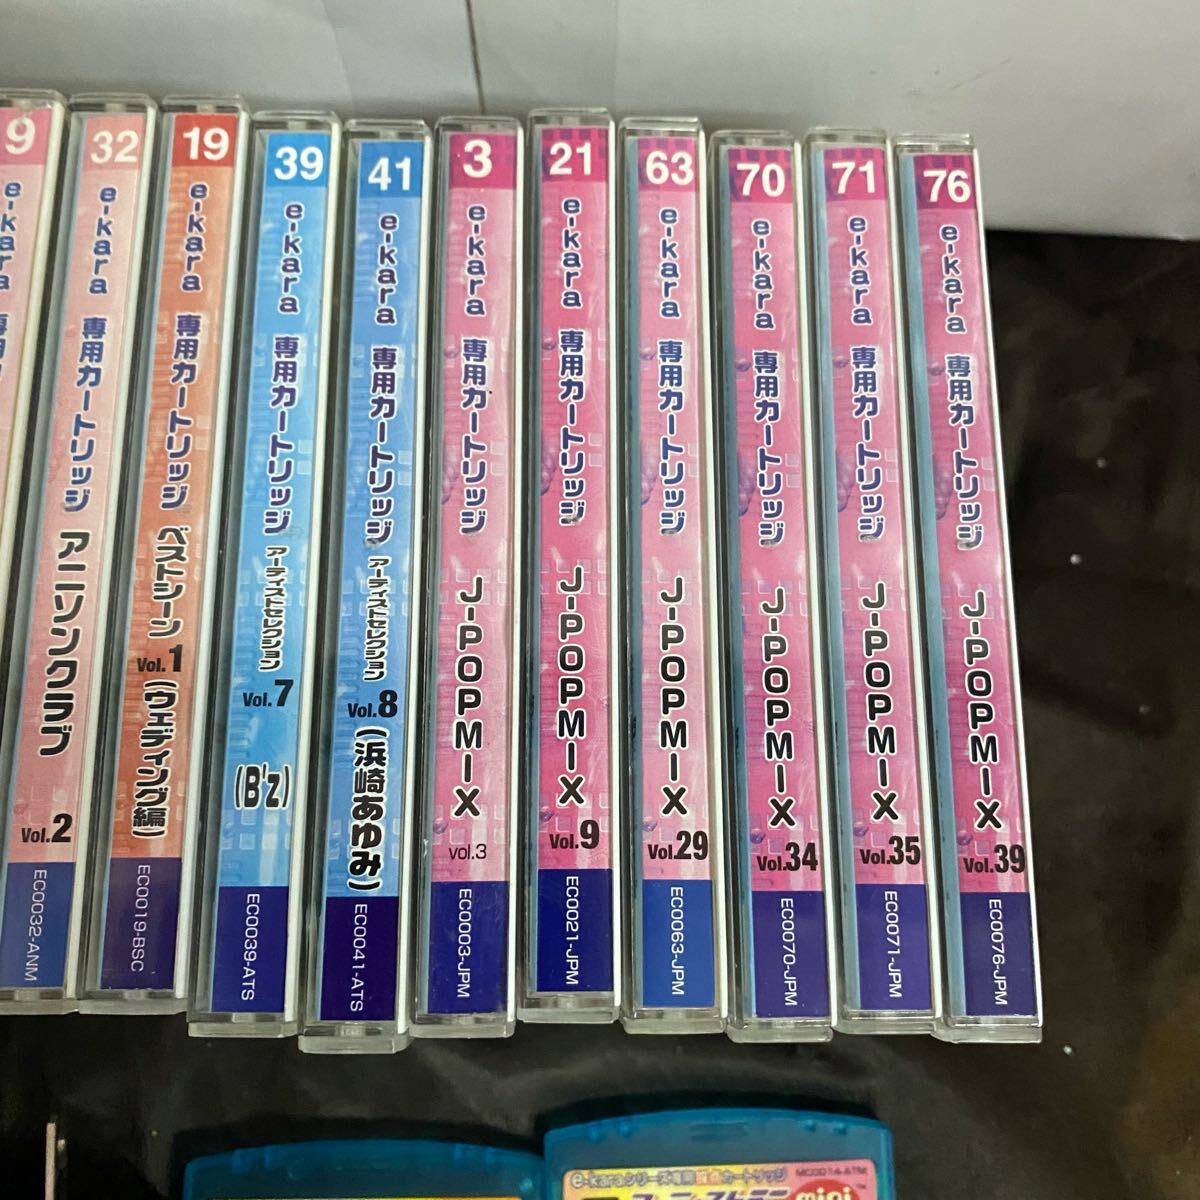 9
e-kara
専用
32
e-kara 専用カートリッジ アニソンクラブ Vol.2
EC0032-ANM
19
e-kara 専用カートリッジ ベストシーン Vol.1 (ウェディング編)
EC0019-BSC
39
e-kara 専用カートリッジ アーティストセレクション Vol.7 (B'z)
EC0039-ATS
41
e-kara 専用カートリッジ アーティストセレクション Vol.8 (浜崎あゆみ)
EC0041-ATS
3
e-kara 専用カートリッジ J-POPMIX vol.3
EC0003-JPM
21
e-kara 専用カートリッジ J-POPMIX Vol.9
EC0021-JPM
63
e-kara 専用カートリッジ J-POPMIX Vol.29
EC0063-JPM
70
e-kara 専用カートリッジ J-POPMIX Vol.34
EC0070-JPM
71
e-kara 専用カートリッジ J-POPMIX Vol.35
EC0071-JPM
76
e-kara 専用カートリッジ J-POPMIX Vol.39
EC0076-JPM
e-karaシリーズ専用 カートリッジ MC0014-ATM
mini